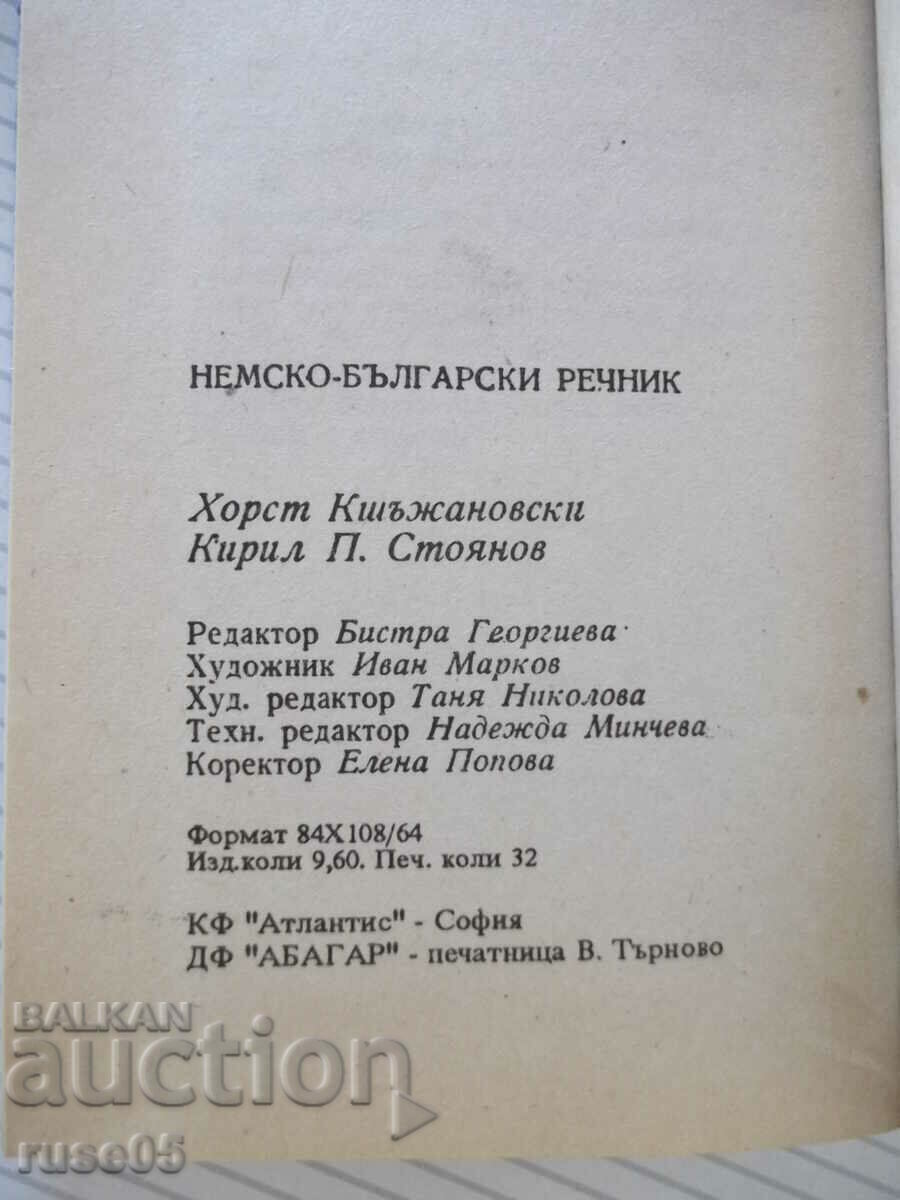 НЕМСКО-БЪЛГАРСКИ РЕЧНИК
Хорст Кшъжановски
Кирил П. Стоянов
Редактор Бистра Георгиева
Художник Иван Марков
Худ. редактор Таня Николова
Техн. редактор Надежда Минчева
Коректор Елена Попова
Формат 84Х108/64
Изд.коли 9,60. Печ. коли 32
КФ "Атлантис" - София
ДФ "АБАГАР" - печатница В. Търново
BALKAN
auction
ruse05